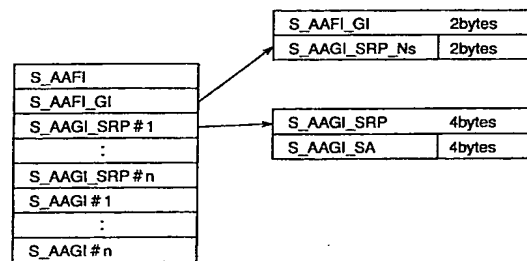 S_AAFI
S_AAFI_GI
S_AAGI_SRP#1
:
S_AAGI_SRP#n
S_AAGI#1
:
S_AAGI#n
S_AAFI_GI 2bytes
S_AAGI_SRP_Ns 2bytes
S_AAGI_SRP 4bytes
S_AAGI_SA 4bytes